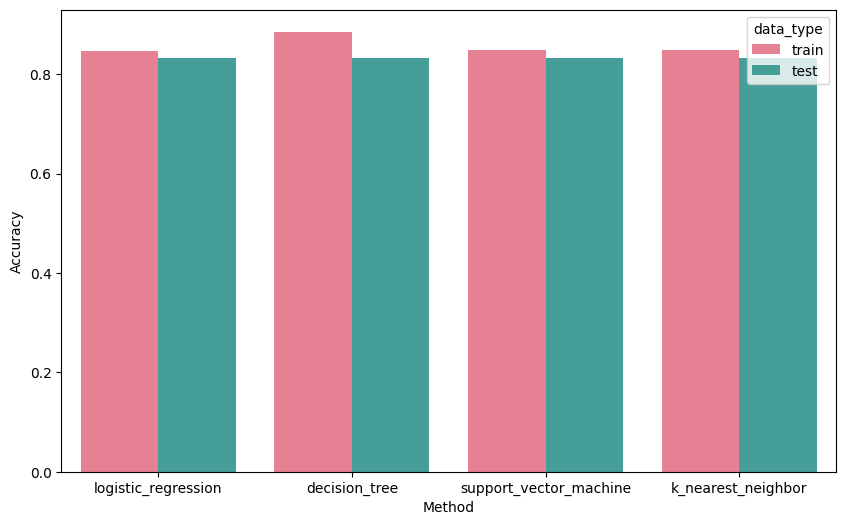 data_type
train
test
0.8
0.6
0.4
0.2
0.0
Accuracy
logistic_regression
decision_tree
support_vector_machine
k_nearest_neighbor
Method